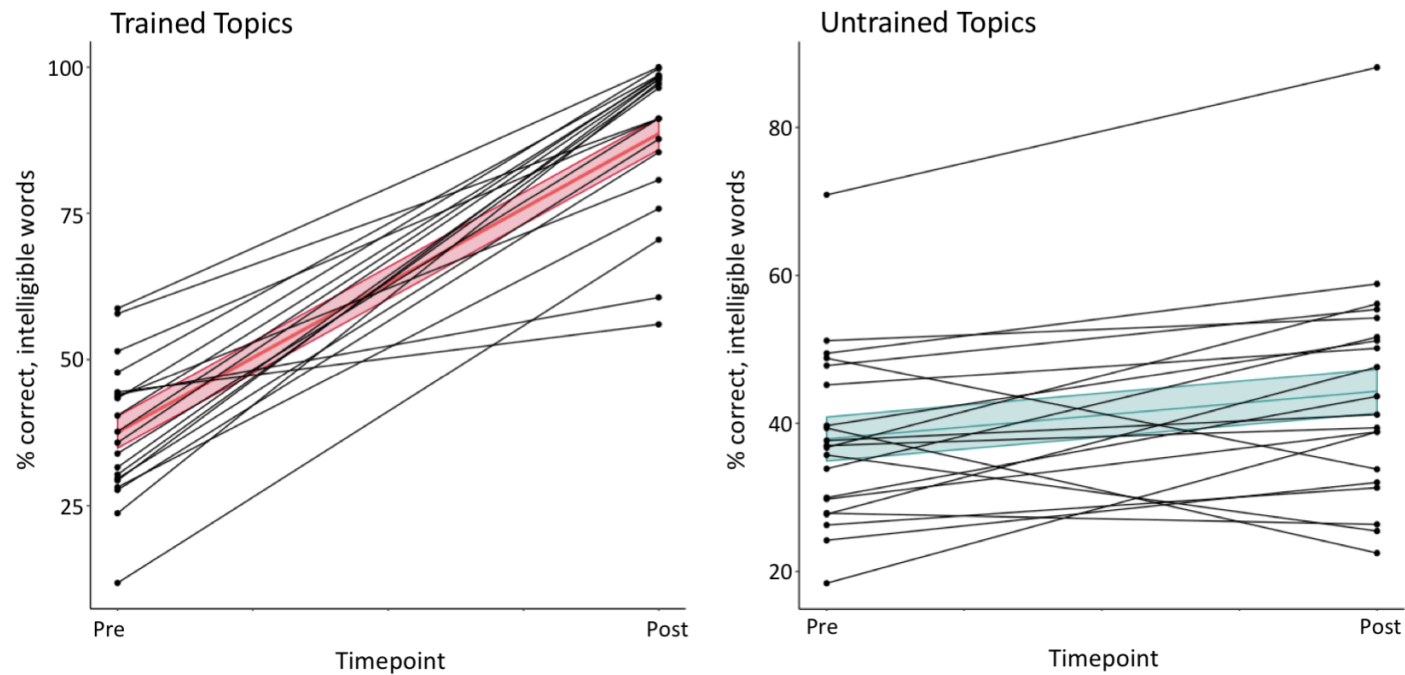 Trained Topics
% correct, intelligible words
100
75
50
25
Pre
Post
Timepoint
Untrained Topics
% correct, intelligible words
80
60
40
20
Pre
Post
Timepoint